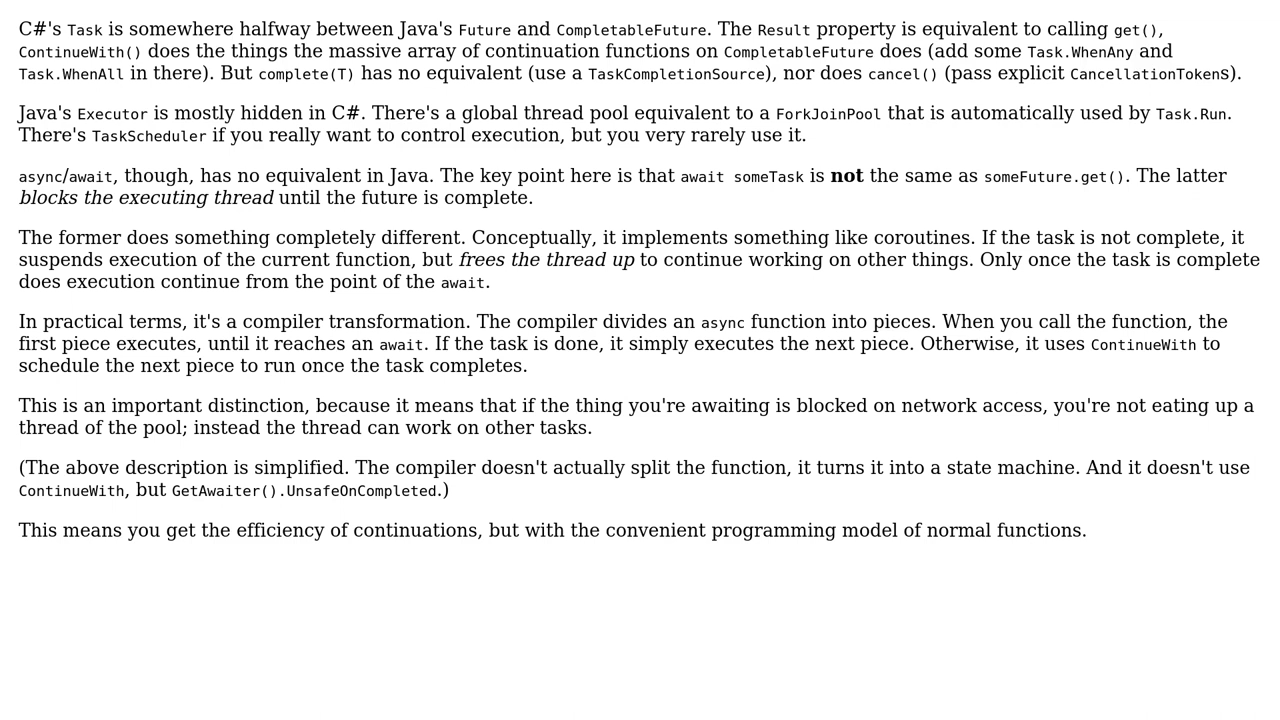 C#'s Task is somewhere halfway between Java's Future and CompletableFuture. The Result property is equivalent to calling get(),
ContinueWith() does the things the massive array of continuation functions on CompletableFuture does (add some Task.WhenAny and
Task.WhenAll in there). But complete(T) has no equivalent (use a TaskCompletionSource), nor does cancel() (pass explicit CancellationTokens).
Java's Executor is mostly hidden in C#. There's a global thread pool equivalent to a ForkJoinPool that is automatically used by Task.Run.
There's TaskScheduler if you really want to control execution, but you very rarely use it.
async/await, though, has no equivalent in Java. The key point here is that await someTask is not the same as someFuture.get(). The latter
blocks the executing thread until the future is complete.
The former does something completely different. Conceptually, it implements something like coroutines. If the task is not complete, it
suspends execution of the current function, but frees the thread up to continue working on other things. Only once the task is complete
does execution continue from the point of the await.
In practical terms, it's a compiler transformation. The compiler divides an async function into pieces. When you call the function, the
first piece executes, until it reaches an await. If the task is done, it simply executes the next piece. Otherwise, it uses ContinueWith to
schedule the next piece to run once the task completes.
This is an important distinction, because it means that if the thing you're awaiting is blocked on network access, you're not eating up a
thread of the pool; instead the thread can work on other tasks.
(The above description is simplified. The compiler doesn't actually split the function, it turns it into a state machine. And it doesn't use
ContinueWith, but GetAwaiter().UnsafeOnCompleted.)
This means you get the efficiency of continuations, but with the convenient programming model of normal functions.